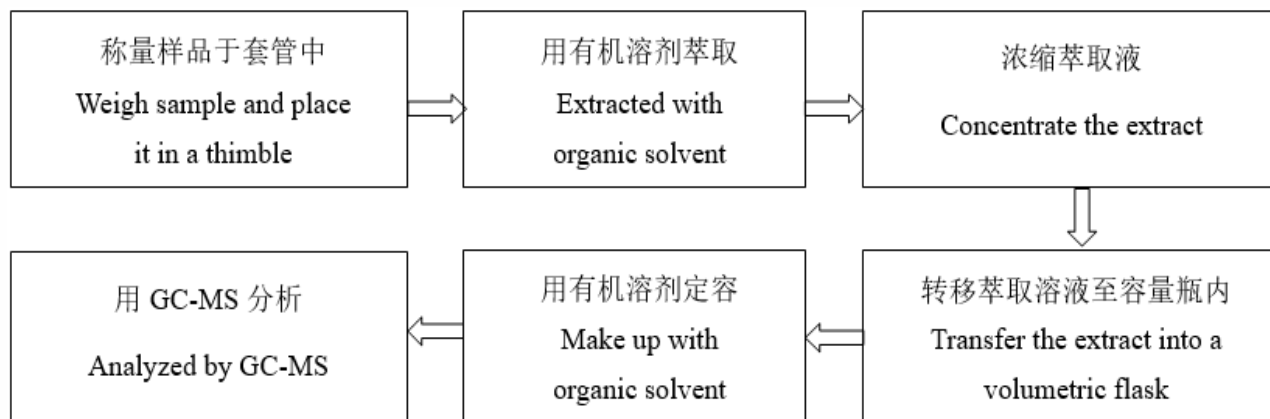 称量样品于套管中
Weigh sample and place
it in a thimble
用有机溶剂萃取
Extracted with
organic solvent
浓缩萃取液
Concentrate the extract
转移萃取溶液至容量瓶内
Transfer the extract into a
volumetric flask
用有机溶剂定容
Make up with
organic solvent
用 GC-MS 分析
Analyzed by GC-MS